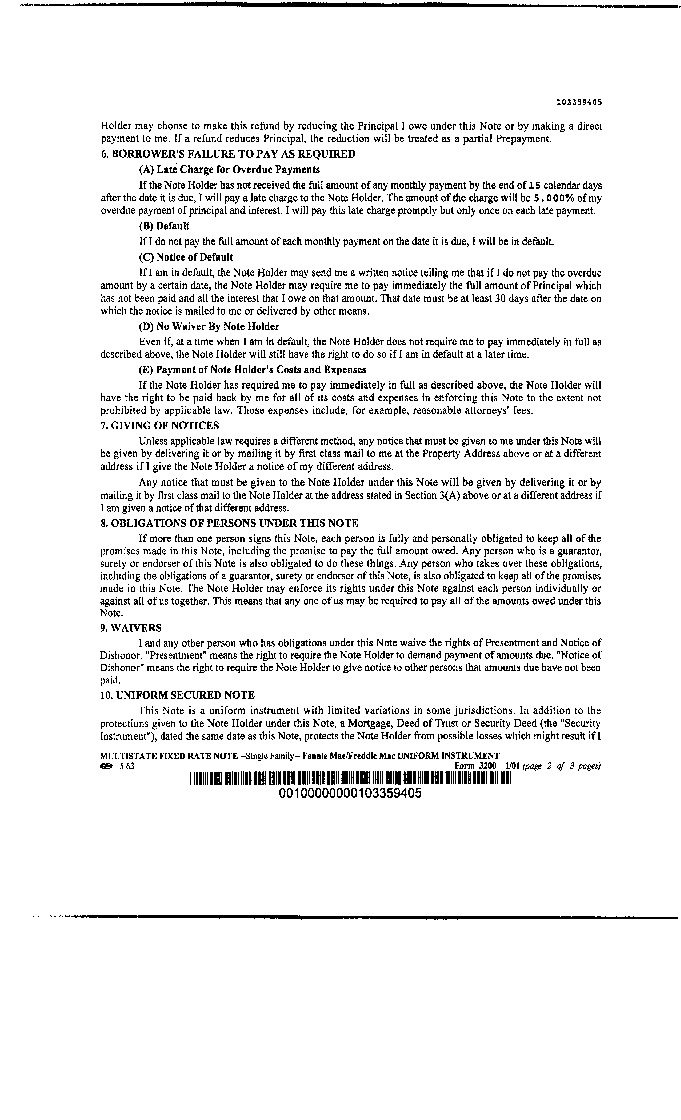 103359405
Holder may choose to make this refund by reducing the Principal I owe under this Note or by making a direct
payment to me. If a refund reduces Principal, the reduction will be treated as a partial Prepayment.
6. BORROWER'S FAILURE TO PAY AS REQUIRED
(A) Late Charge for Overdue Payments
If the Note Holder has not received the full amount of any monthly payment by the end of 15 calendar days
after the date it is due, I will pay a late charge to the Note Holder. The amount of the charge will be 5.000% of my
overdue payment of principal and interest. I will pay this late charge promptly but only once on each late payment.
(B) Default
If I do not pay the full amount of each monthly payment on the date it is due, I will be in default.
(C) Notice of Default
If I am in default, the Note Holder may send me a written notice telling me that if I do not pay the overdue
amount by a certain date, the Note Holder may require me to pay immediately the full amount of Principal which
has not been paid and all the interest that I owe on that amount. That date must be at least 30 days after the date on
which the notice is mailed to me or delivered by other means.
(D) No Waiver By Note Holder
Even if, at a time when I am in default, the Note Holder does not require me to pay immediately in full as
described above, the Note Holder will still have the right to do so if I am in default at a later time.
(E) Payment of Note Holder's Costs and Expenses
If the Note Holder has required me to pay immediately in full as described above, the Note Holder will
have the right to be paid back by me for all of its costs and expenses in enforcing this Note to the extent not
prohibited by applicable law. Those expenses include, for example, reasonable attorneys' fees.
7. GIVING OF NOTICES
Unless applicable law requires a different method, any notice that must be given to me under this Note will
be given by delivering it or by mailing it by first class mail to me at the Property Address above or at a different
address if I give the Note Holder a notice of my different address.
Any notice that must be given to the Note Holder under this Note will be given by delivering it or by
mailing it by first class mail to the Note Holder at the address stated in Section 3(A) above or at a different address if
I am given a notice of that different address.
8. OBLIGATIONS OF PERSONS UNDER THIS NOTE
If more than one person signs this Note, each person is fully and personally obligated to keep all of the
promises made in this Note, including the promise to pay the full amount owed. Any person who is a guarantor,
surety or endorser of this Note is also obligated to do these things. Any person who takes over these obligations,
including the obligations of a guarantor, surety or endorser of this Note, is also obligated to keep all of the promises
made in this Note. The Note Holder may enforce its rights under this Note against each person individually or
against all of us together. This means that any one of us may be required to pay all of the amounts owed under this
Note.
9. WAIVERS
I and any other person who has obligations under this Note waive the rights of Presentment and Notice of
Dishonor. "Presentment" means the right to require the Note Holder to demand payment of amounts due. "Notice of
Dishonor" means the right to require the Note Holder to give notice to other persons that amounts due have not been
paid.
10. UNIFORM SECURED NOTE
This Note is a uniform instrument with limited variations in some jurisdictions. In addition to the
protections given to the Note Holder under this Note, a Mortgage, Deed of Trust or Security Deed (the "Security
Instrument"), dated the same date as this Note, protects the Note Holder from possible losses which might result if I
MULTISTATE FIXED RATE NOTE –Single Family– Fannie Mae/Freddie Mac UNIFORM INSTRUMENT
Form 3200 1/01 (page 2 of 3 pages)
00100000000103359405